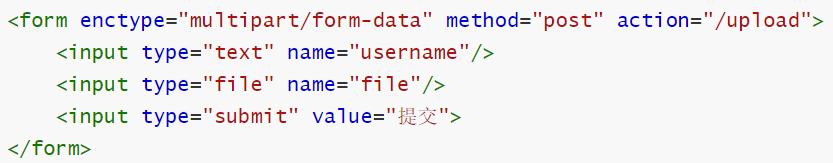 <form enctype="multipart/form-data" method="post" action="/upload">
    <input type="text" name="username"/>
    <input type="file" name="file"/>
    <input type="submit" value="提交">
</form>